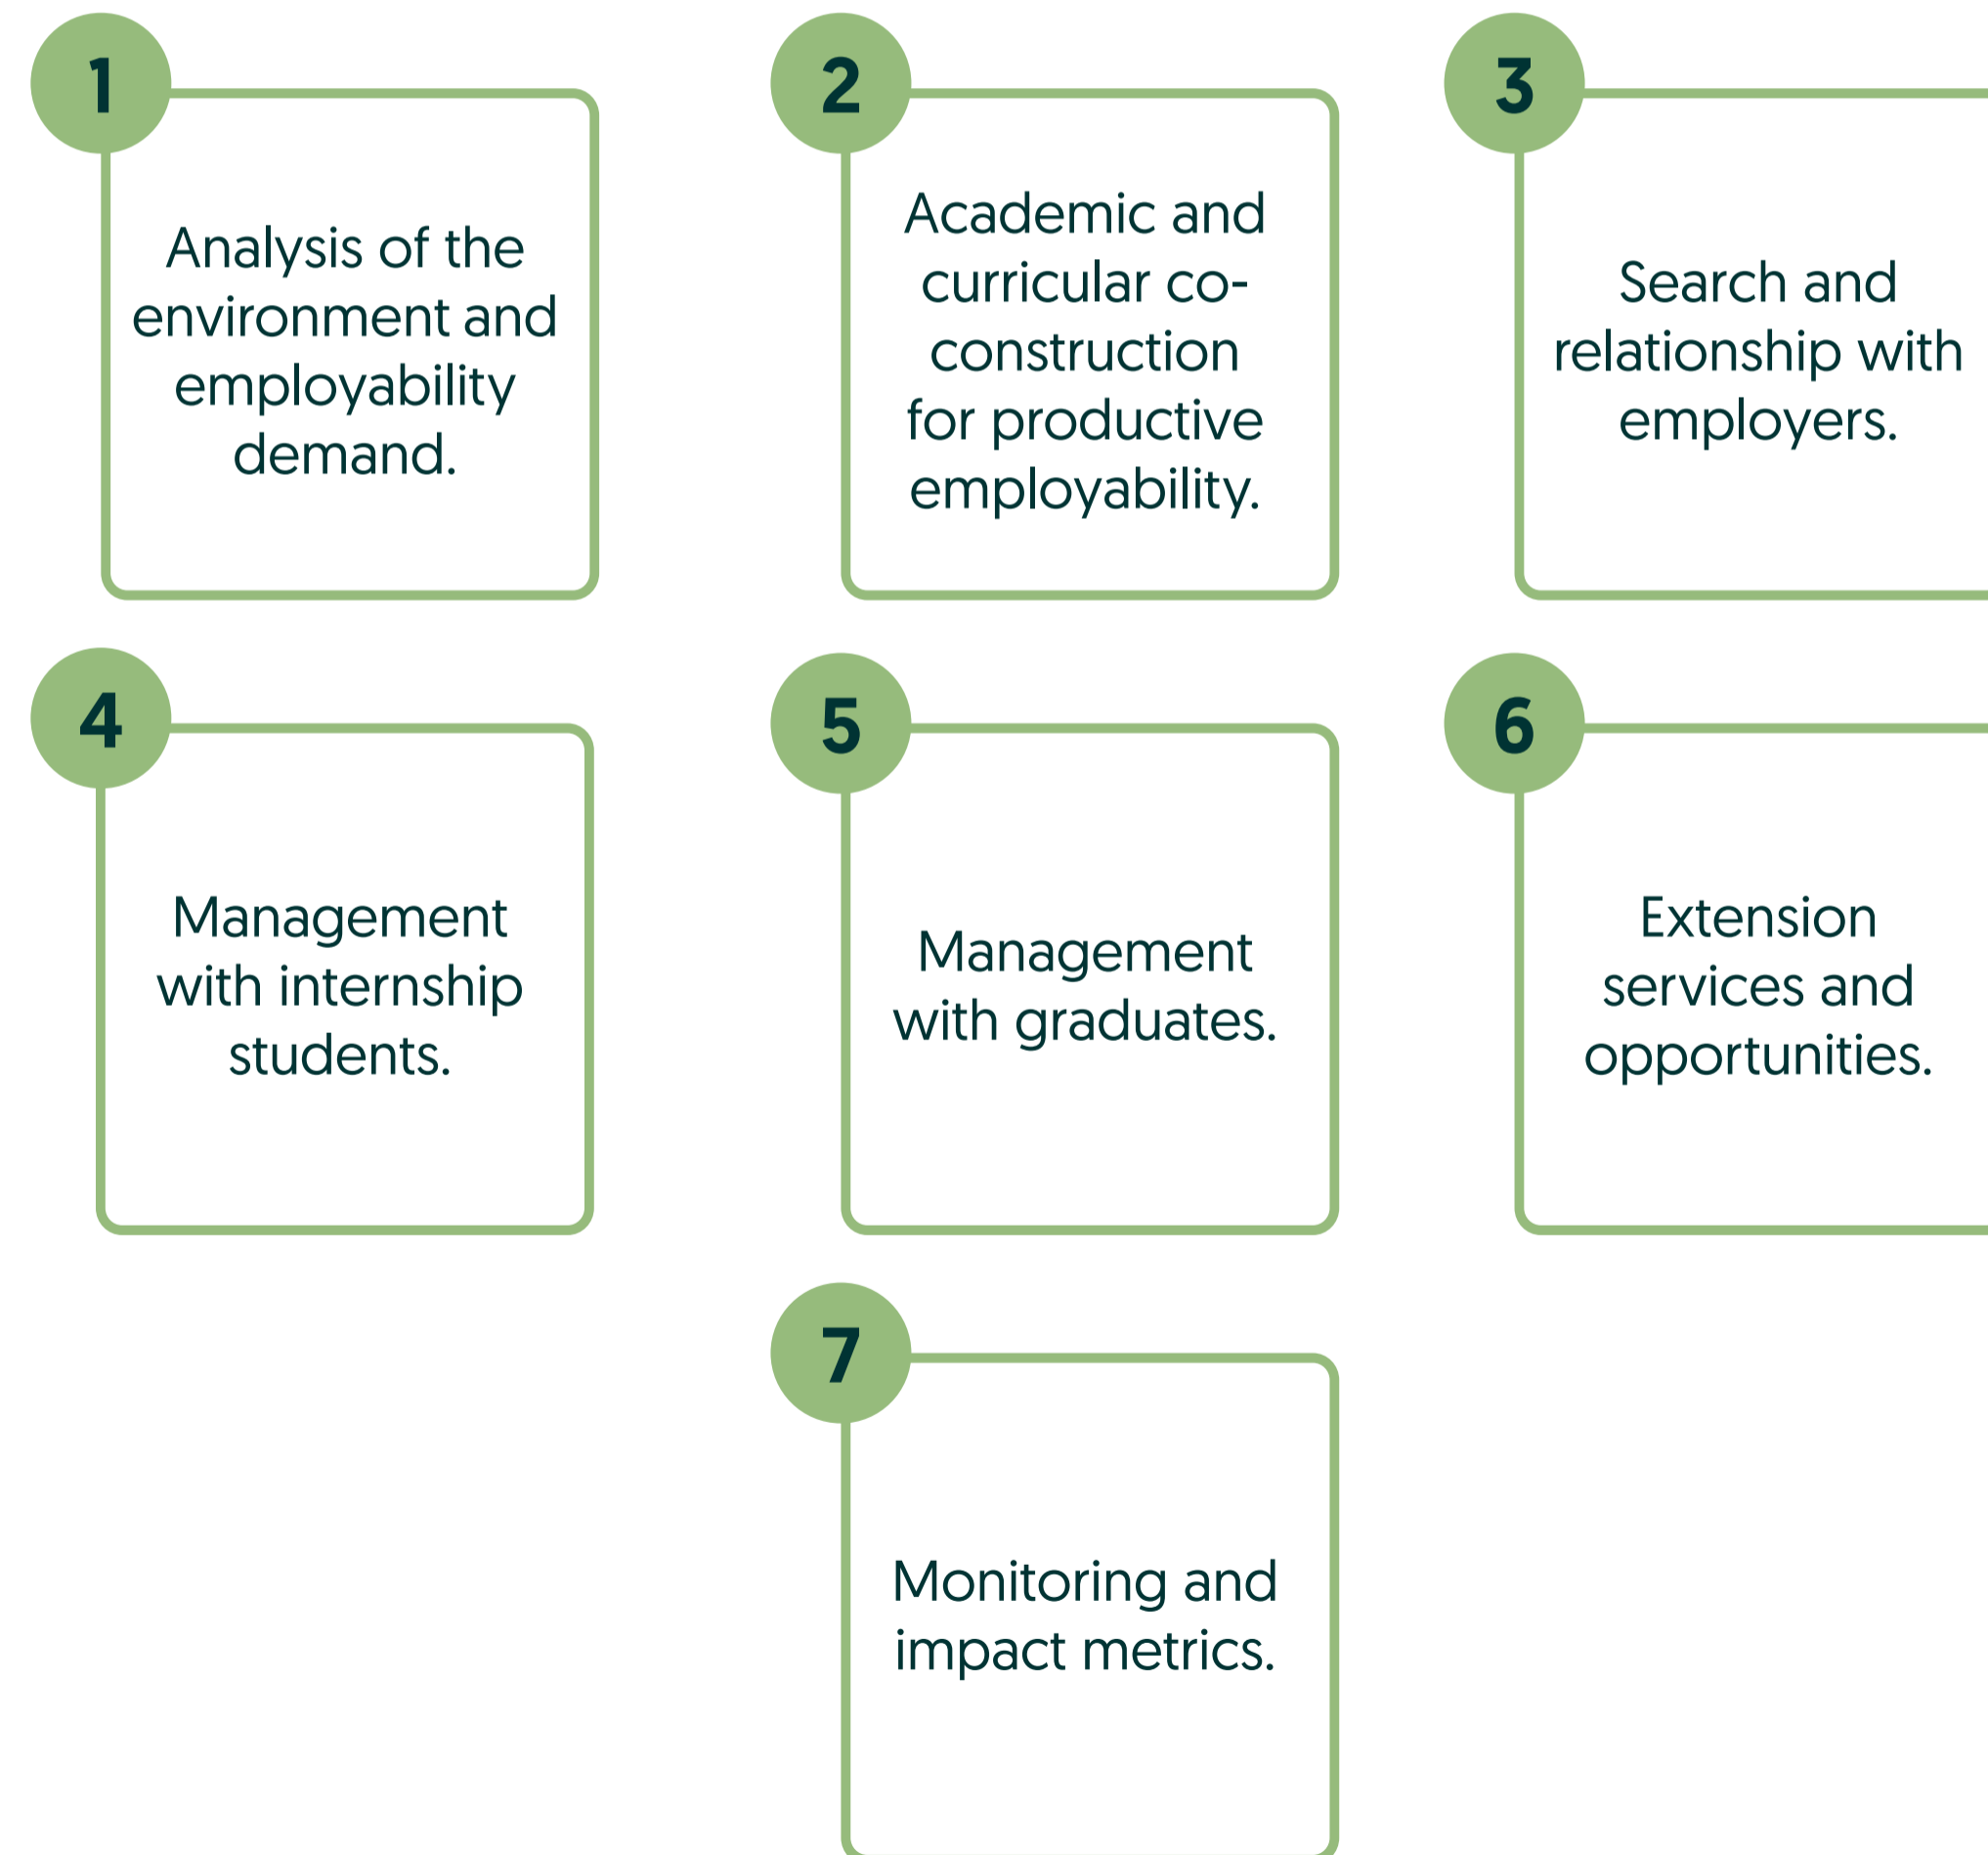 1
Analysis of the
environment and
employability
demand.
2
Academic and
curricular co-
construction
for productive
employability.
3
Search and
relationship with
employers.
4
Management
with internship
students.
5
Management
with graduates.
6
Extension
services and
opportunities.
7
Monitoring and
impact metrics.